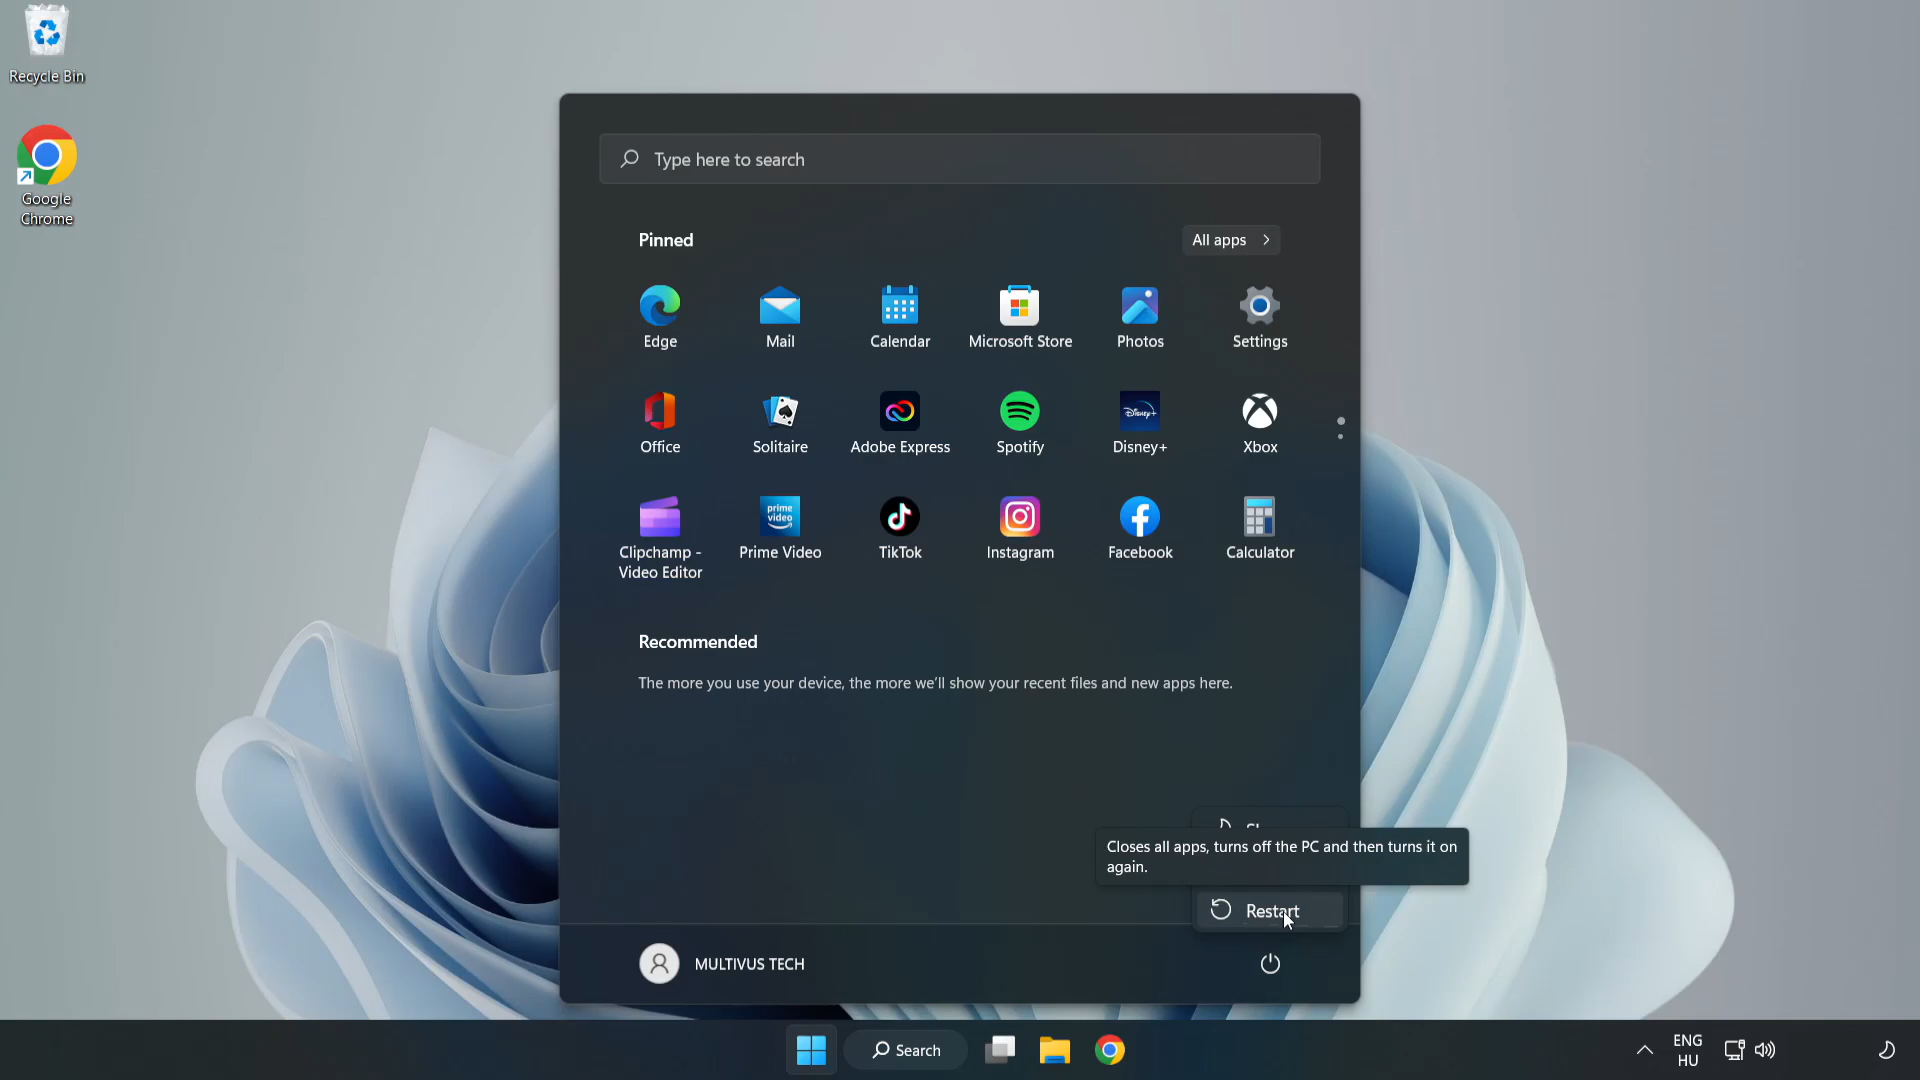 Recycle Bin
Google
Chrome
Type here to search
Pinned
All apps
Edge
Mail
Calendar
Microsoft Store
Photos
Settings
Office
Solitaire
Adobe Express
Spotify
Disney+
Disney+
Xbox
prime
video
Clipchamp -
Video Editor
Prime Video
TikTok
Instagram
Facebook
Calculator
Recommended
The more you use your device, the more we'll show your recent files and new apps here.
Closes all apps, turns off the PC and then turns it on
again.
Restart
MULTIVUS TECH
Search
ENG
HU